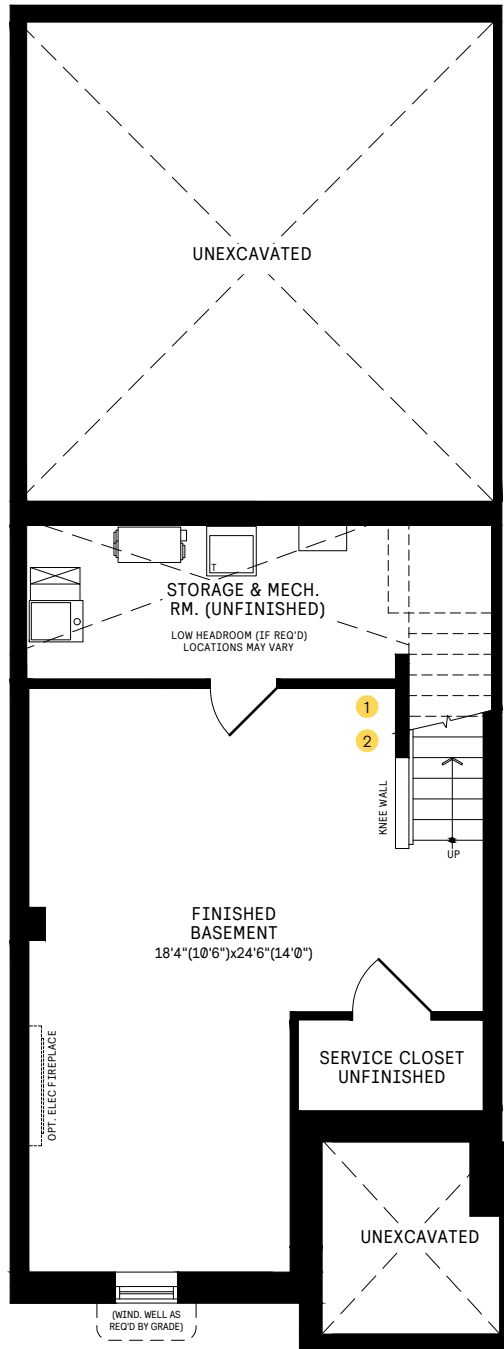 UNEXCAVATED
T
STORAGE & MECH.
RM. (UNFINISHED)
LOW HEADROOM (IF REQ'D)
LOCATIONS MAY VARY
1
2
KNEE WALL
UP
FINISHED
BASEMENT
18'4"(10'6")x24'6"(14'0")
OPT. ELEC FIREPLACE
SERVICE CLOSET
UNFINISHED
UNEXCAVATED
(WIND. WELL AS
REQ'D BY GRADE)